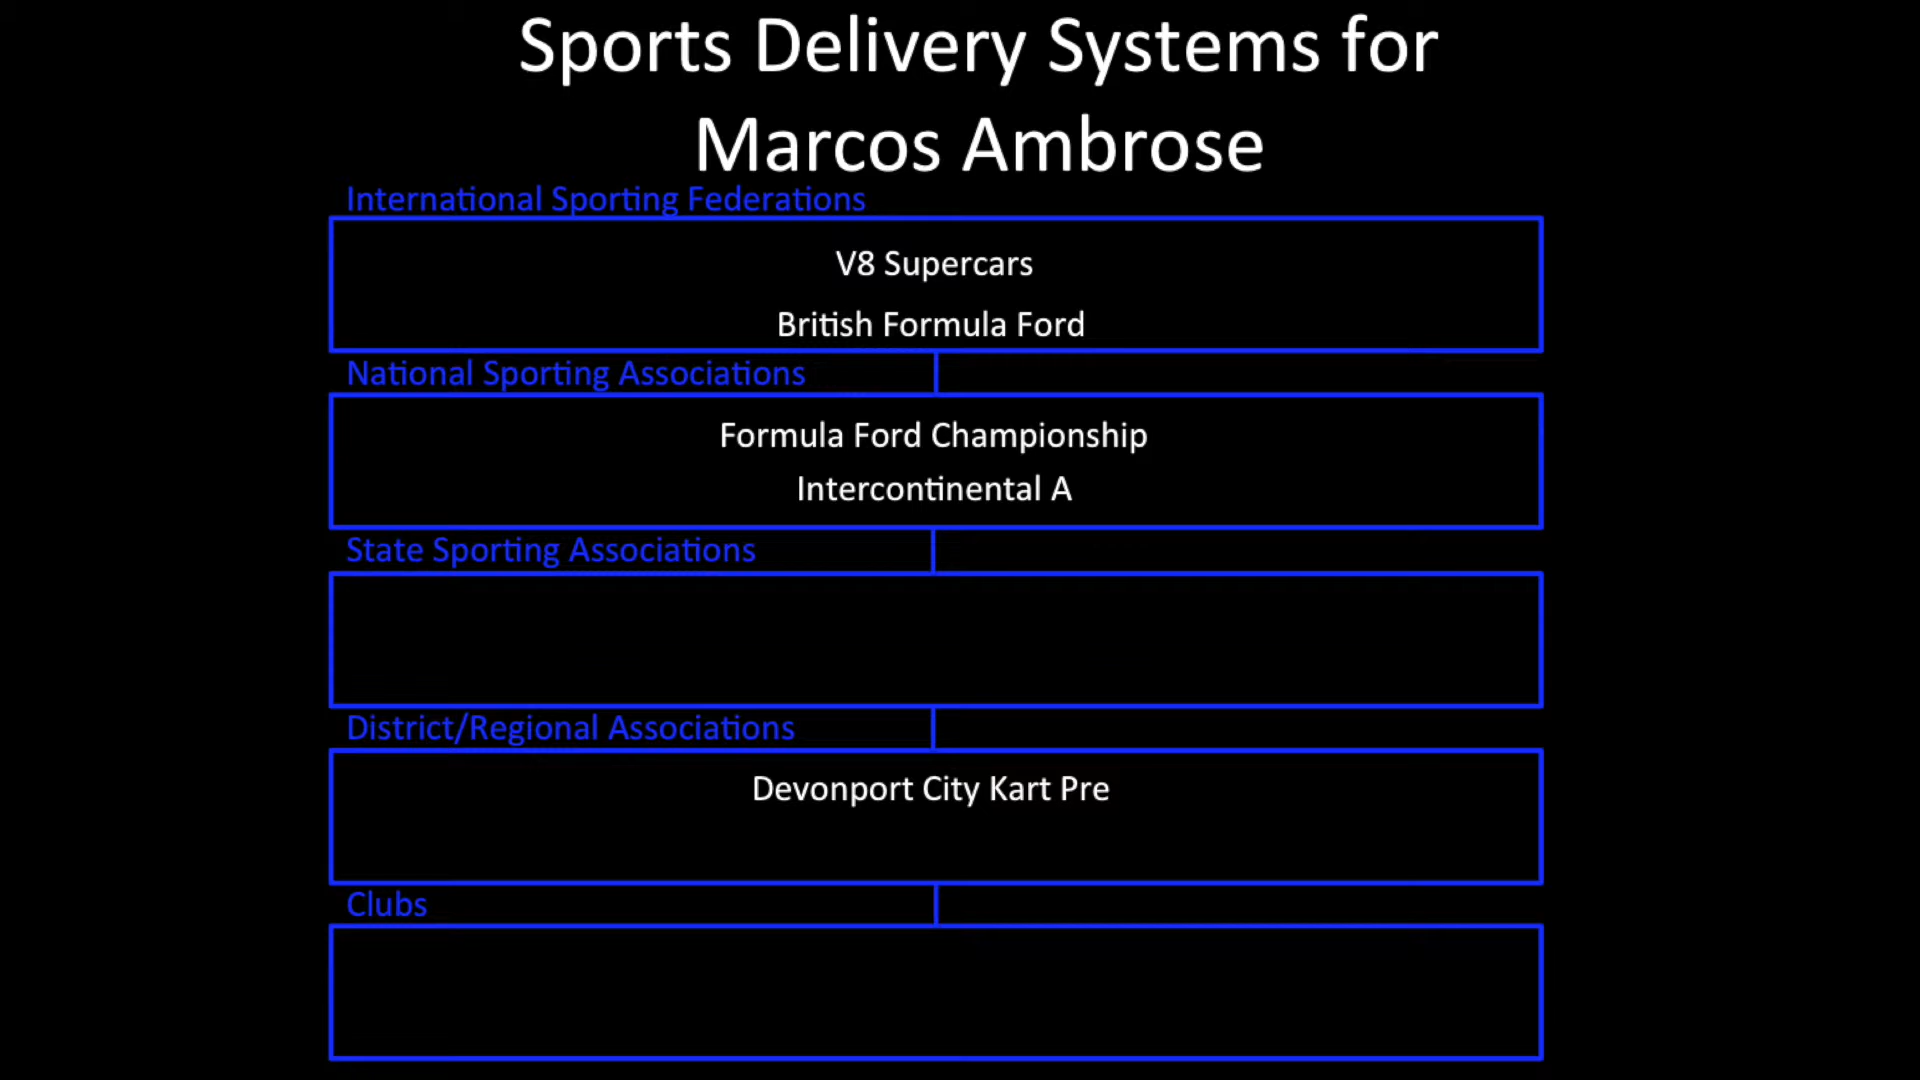 Sports Delivery Systems for
Marcos Ambrose
International Sporting Federations
V8 Supercars
British Formula Ford
National Sporting Associations
Formula Ford Championship
Intercontinental A
State Sporting Associations
District/Regional Associations
Devonport City Kart Pre
Clubs